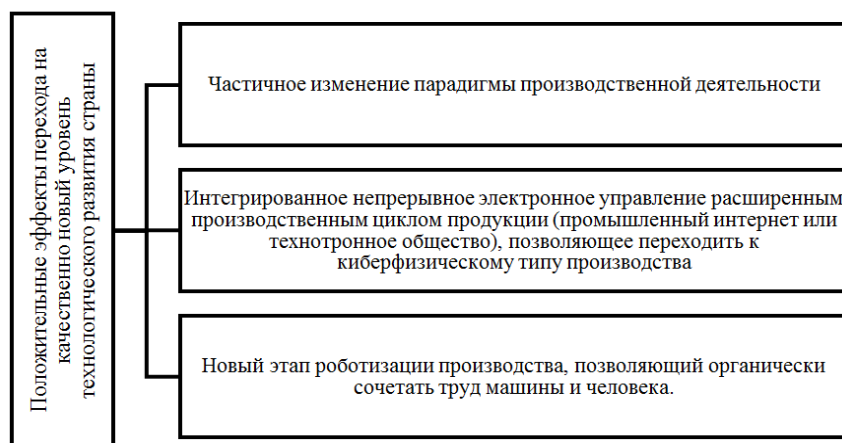 Положительные эффекты перехода на
качественно новый уровень
технологического развития страны
Частичное изменение парадигмы производственной деятельности
Интегрированное непрерывное электронное управление расширенным
производственным циклом продукции (промышленный интернет или
технотронное общество), позволяющее переходить к
киберфизическому типу производства
Новый этап роботизации производства, позволяющий органически
сочетать труд машины и человека.